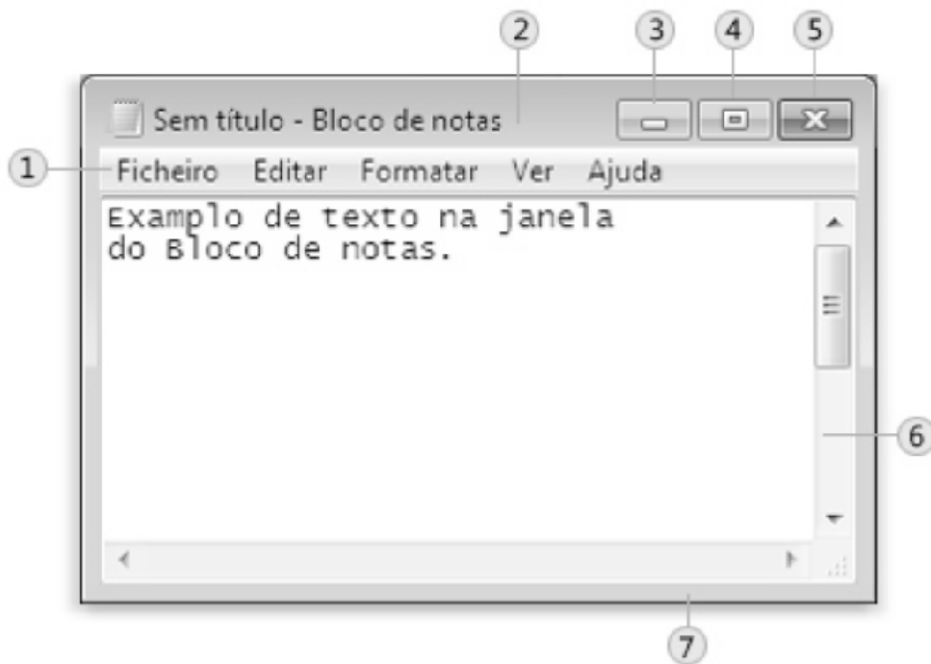 2 3 4 5
Sem título - Bloco de notas
1 Ficheiro Editar Formatar Ver Ajuda
Examplo de texto na janela
do Bloco de notas.
6
7